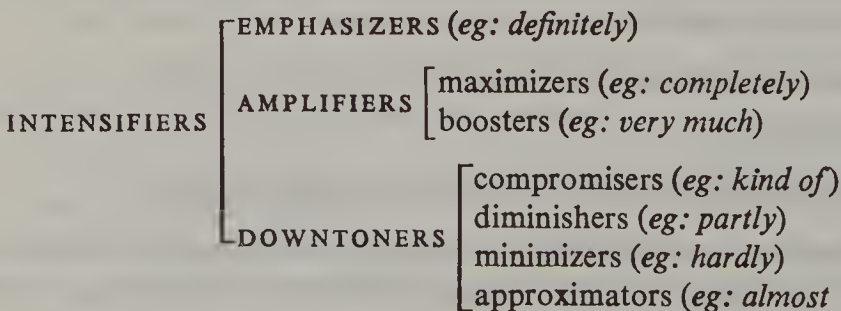 EMPHASIZERS (eg: definitely)
INTENSIFIERS
AMPLIFIERS
maximizers (eg: completely)
boosters (eg: very much)
DOWNTONERS
compromisers (eg: kind of)
diminishers (eg: partly)
minimizers (eg: hardly)
approximators (eg: almost